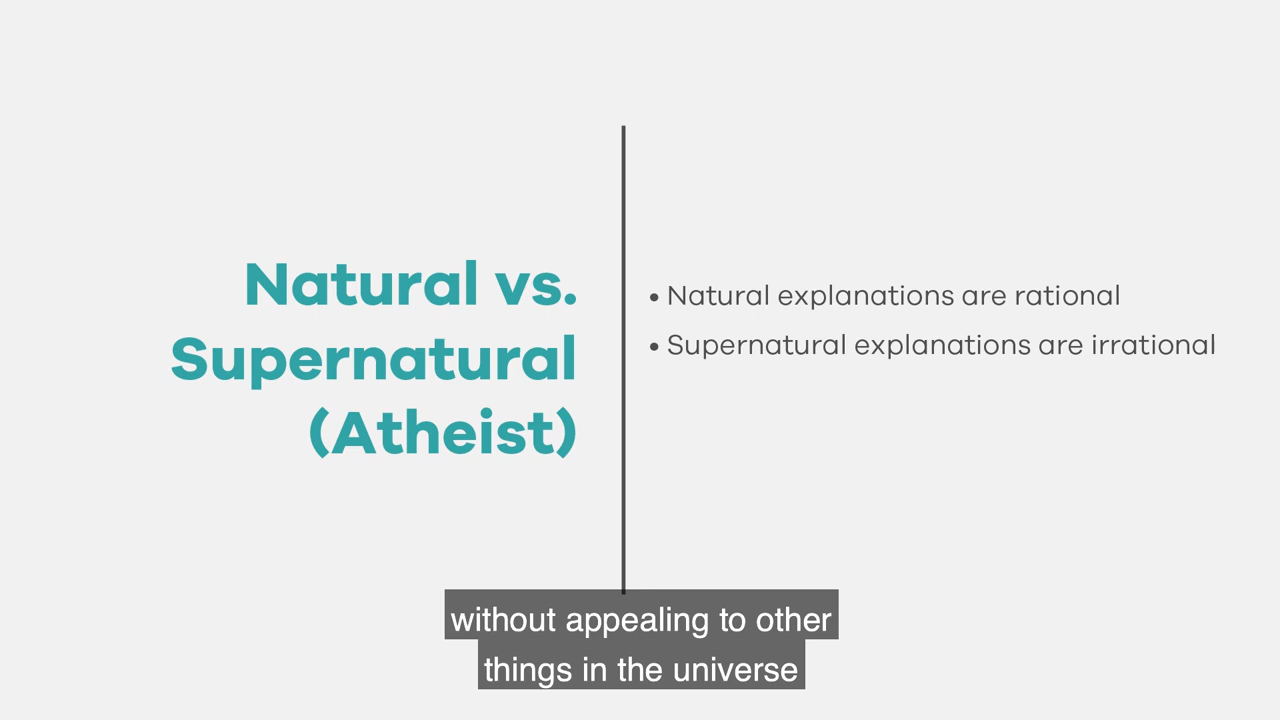 Natural vs.
Supernatural
(Atheist)
• Natural explanations are rational
• Supernatural explanations are irrational
without appealing to other
things in the universe